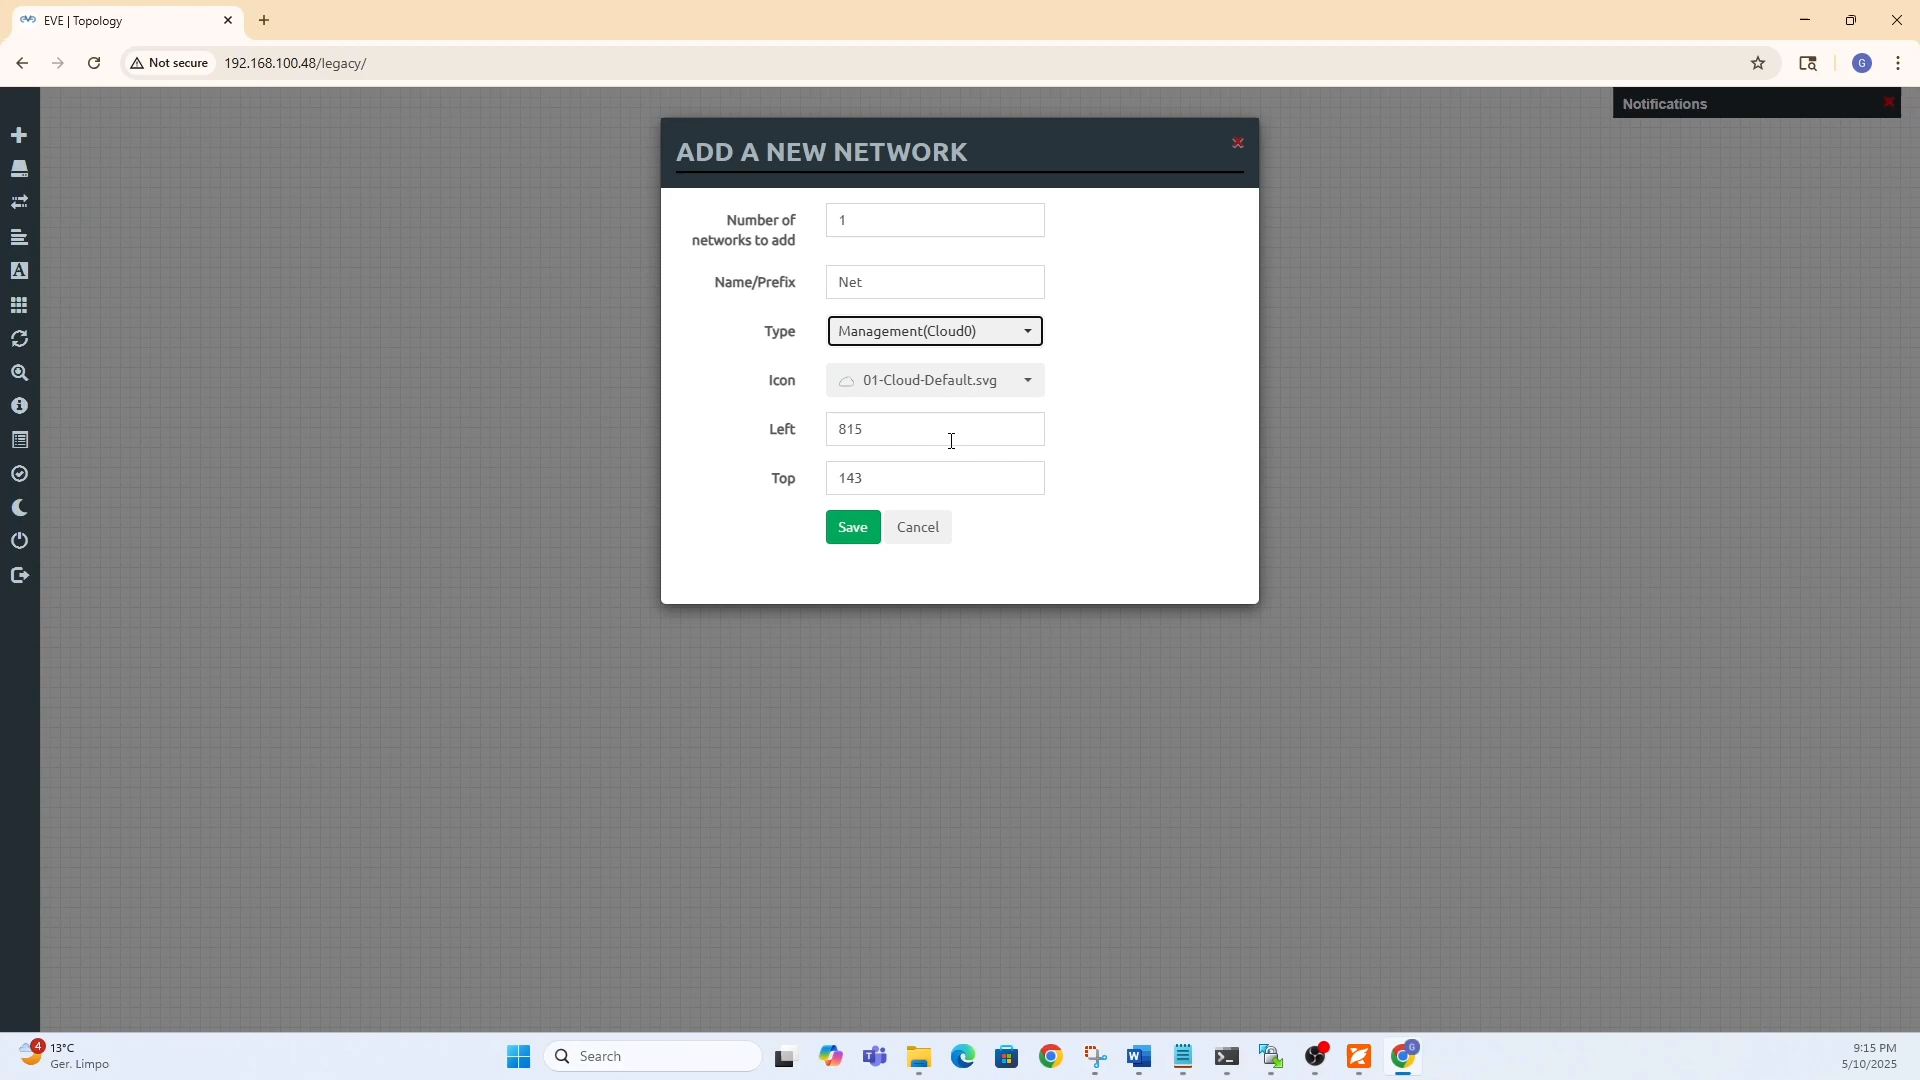 EVE | Topology
Not secure
192.168.100.48/legacy/
G
Notifications
ADD A NEW NETWORK
Number of
networks to add
1
Name/Prefix
Net
Type
Management(Cloud0)
Icon
01-Cloud-Default.svg
Left
815
Top
143
Save
Cancel
A
4
13°C
Ger. Limpo
Search
G
9:15 PM
5/10/2025